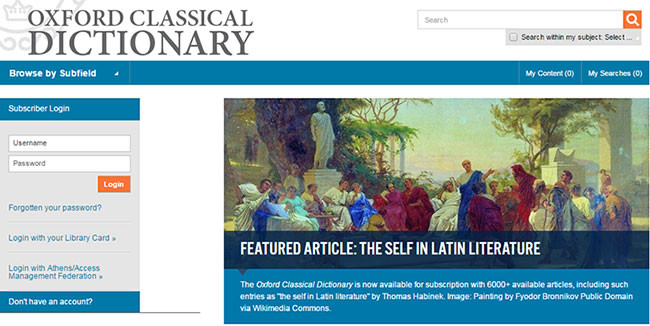 OXFORD CLASSICAL
DICTIONARY
Search
Search within my subject: Select ...
Browse by Subfield
My Content (0)
My Searches (0)
Subscriber Login
Username
Password
Login
Forgotten your password?
Login with your Library Card »
Login with Athens/Access
Management Federation »
Don't have an account?
FEATURED ARTICLE: THE SELF IN LATIN LITERATURE
The Oxford Classical Dictionary is now available for subscription with 6000+ available articles, including such
entries as "the self in Latin literature" by Thomas Habinek. Image: Painting by Fyodor Bronnikov Public Domain
via Wikimedia Commons.